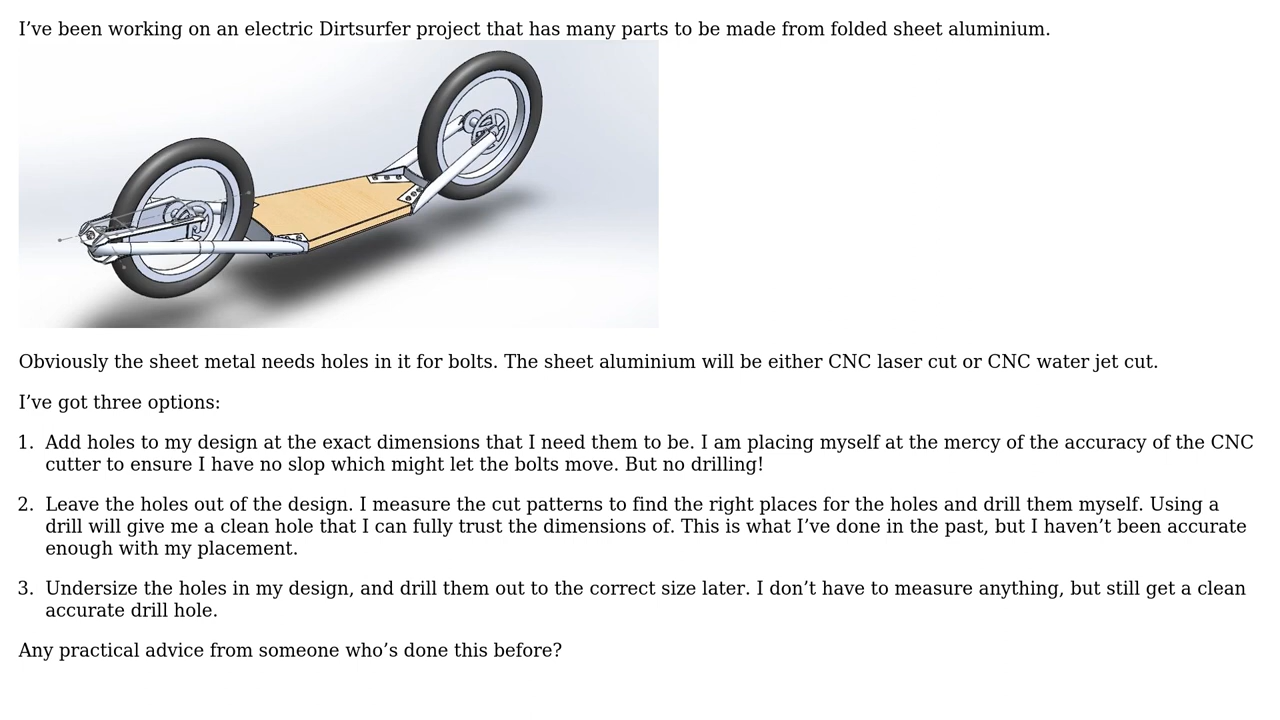 I’ve been working on an electric Dirtsurfer project that has many parts to be made from folded sheet aluminium.
Obviously the sheet metal needs holes in it for bolts. The sheet aluminium will be either CNC laser cut or CNC water jet cut.
I’ve got three options:
1. Add holes to my design at the exact dimensions that I need them to be. I am placing myself at the mercy of the accuracy of the CNC
cutter to ensure I have no slop which might let the bolts move. But no drilling!
2. Leave the holes out of the design. I measure the cut patterns to find the right places for the holes and drill them myself. Using a
drill will give me a clean hole that I can fully trust the dimensions of. This is what I’ve done in the past, but I haven’t been accurate
enough with my placement.
3. Undersize the holes in my design, and drill them out to the correct size later. I don’t have to measure anything, but still get a clean
accurate drill hole.
Any practical advice from someone who’s done this before?